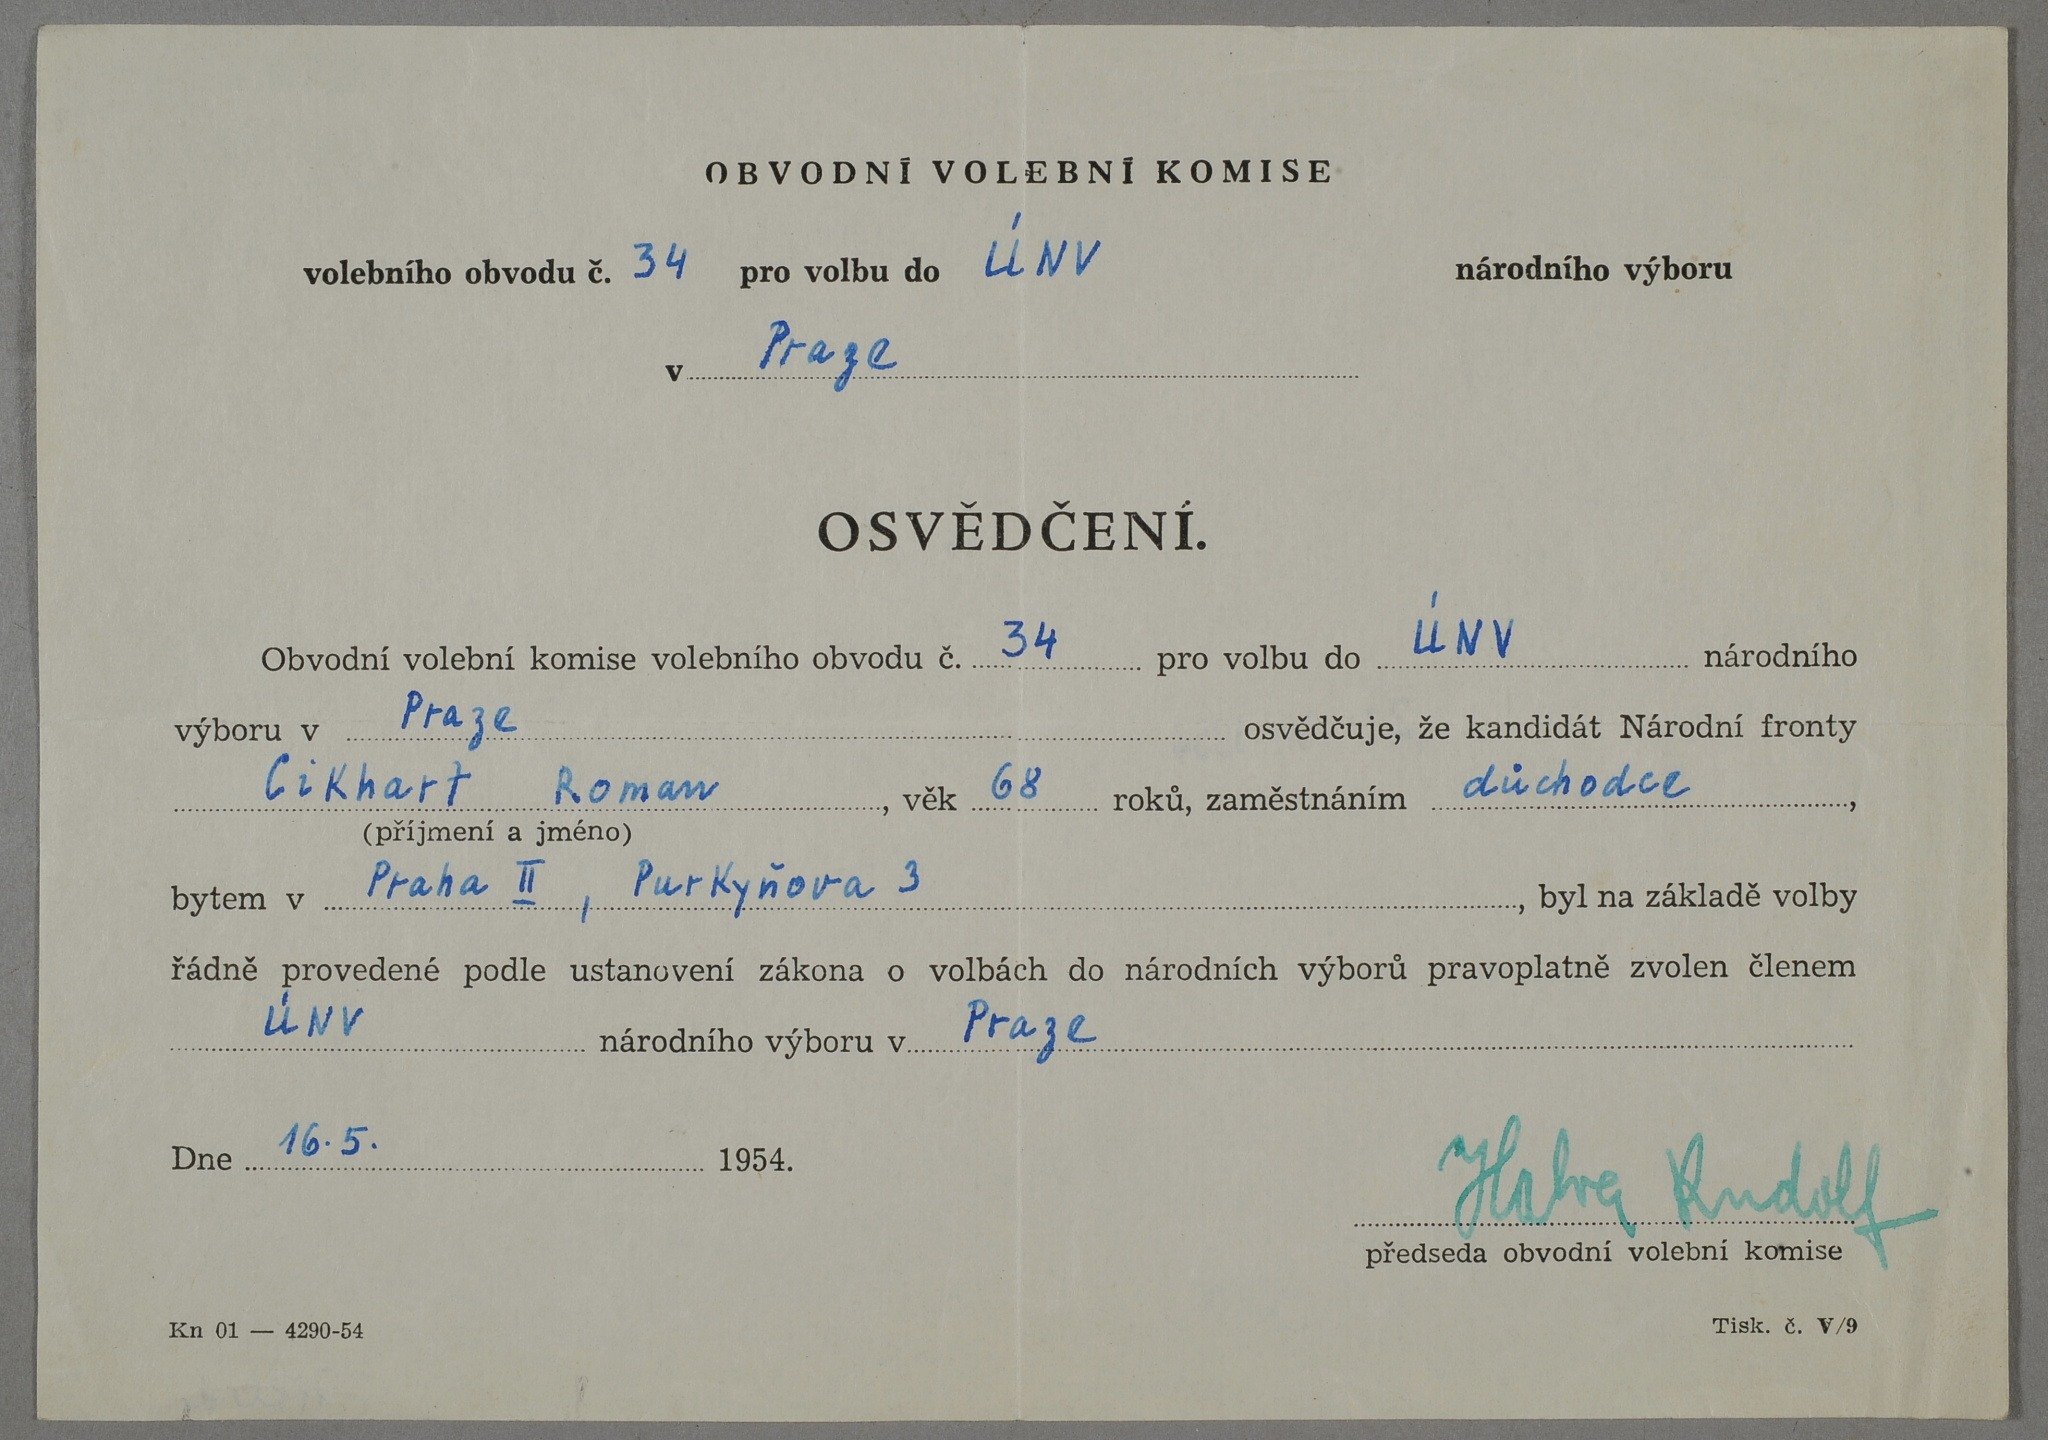 OBVODNÍ VOLEBNÍ KOMISE
volebního obvodu č. 34 pro volbu do ÚNV národního výboru
v Praze
OSVĚDČENÍ.
Obvodní volební komise volebního obvodu č. 34 pro volbu do ÚNV národního
výboru v Praze osvědčuje, že kandidát Národní fronty
Cikhart Roman, věk 68 roků, zaměstnáním důchodce,
(příjmení a jméno)
bytem v Praha II, Purkyňova 3, byl na základě volby
řádně provedené podle ustanovení zákona o volbách do národních výborů pravoplatně zvolen členem
ÚNV národního výboru v Praze
Dne 16.5. 1954.
Rudolf
předseda obvodní volební komise
Kn 01 — 4290-54 Tisk. č. V/9